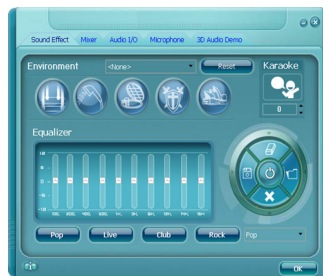 Sound Effect Mixer Audio I/O Microphone 3D Audio Demo
Environment <None> Reset Karaoke
0
Equalizer
Pop Live Club Rock Pop
OK